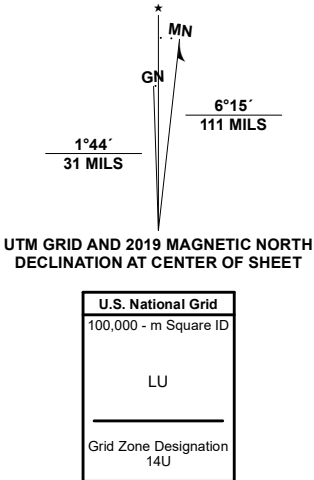 ★
MN
GN
6°15´
111 MILS
1°44´
31 MILS
UTM GRID AND 2019 MAGNETIC NORTH
DECLINATION AT CENTER OF SHEET
U.S. National Grid
100,000 - m Square ID
LU
Grid Zone Designation
14U